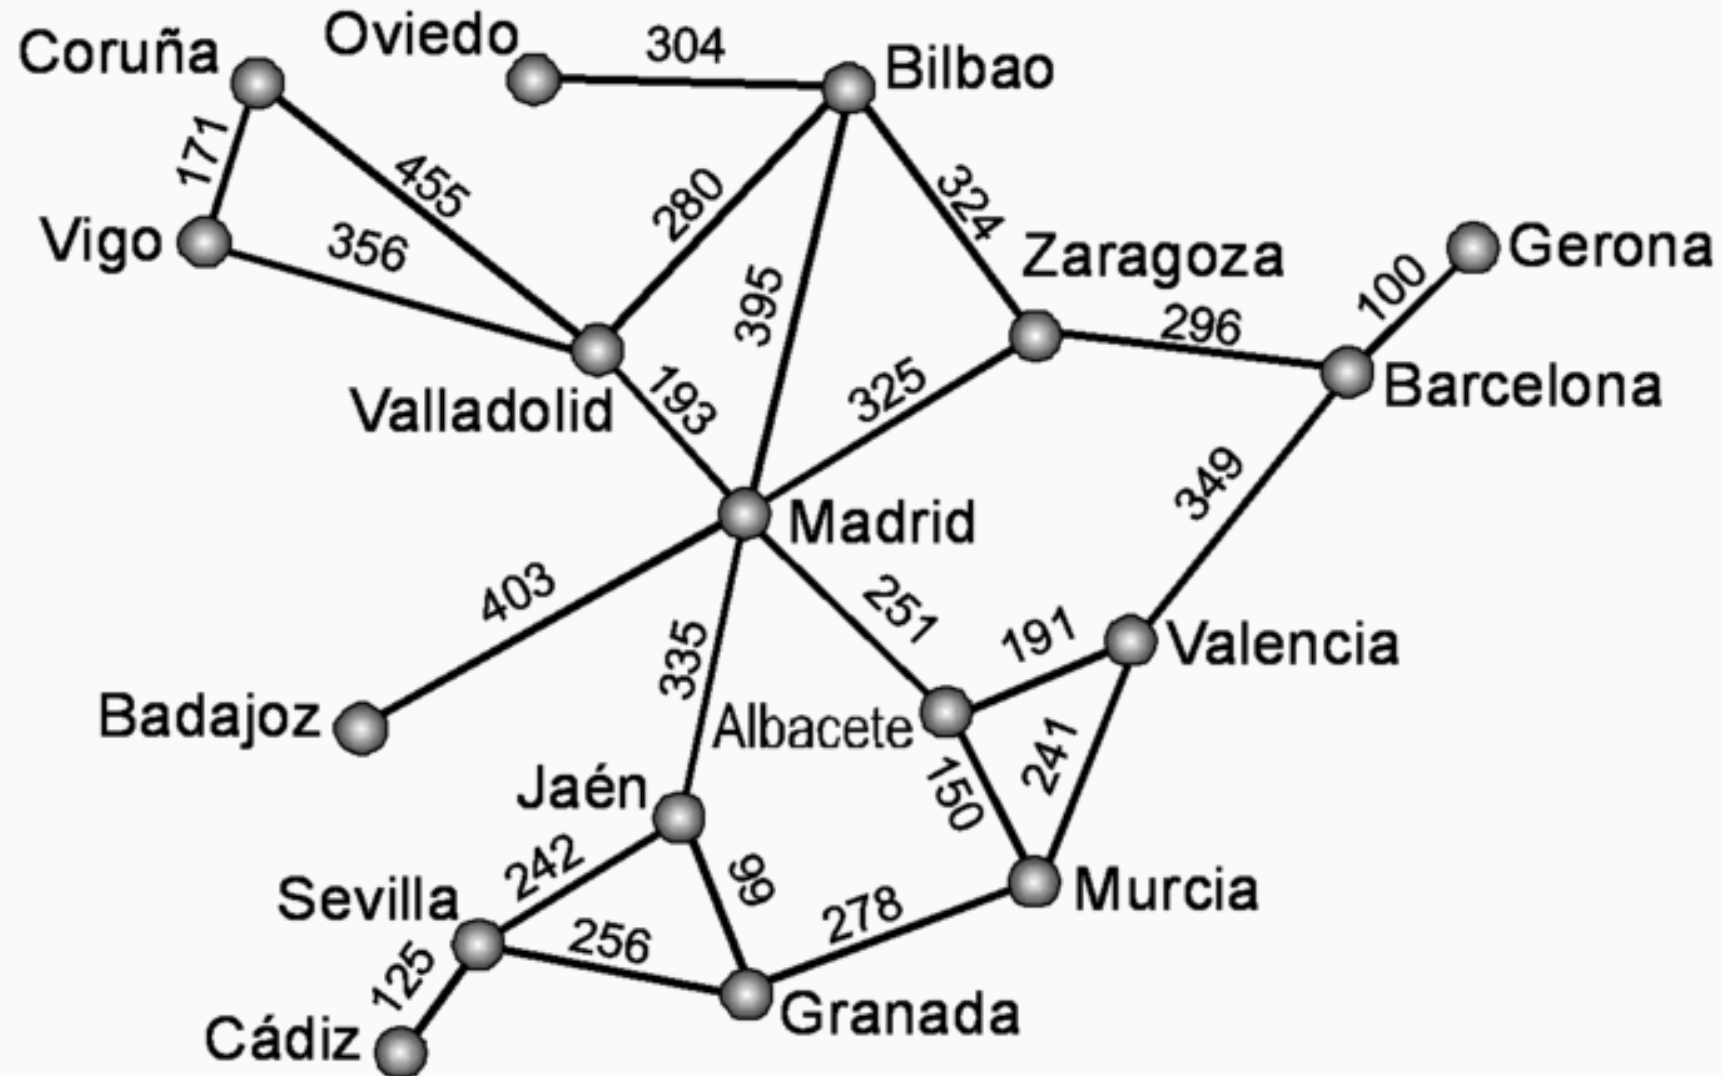 Coruña
Oviedo
304
Bilbao
171
455
280
324
Vigo
356
395
Zaragoza
Gerona
100
296
Valladolid
193
325
Barcelona
349
Madrid
403
251
191
Valencia
335
Badajoz
Albacete
241
150
Jaén
242
99
Sevilla
278
Murcia
256
125
Granada
Cádiz